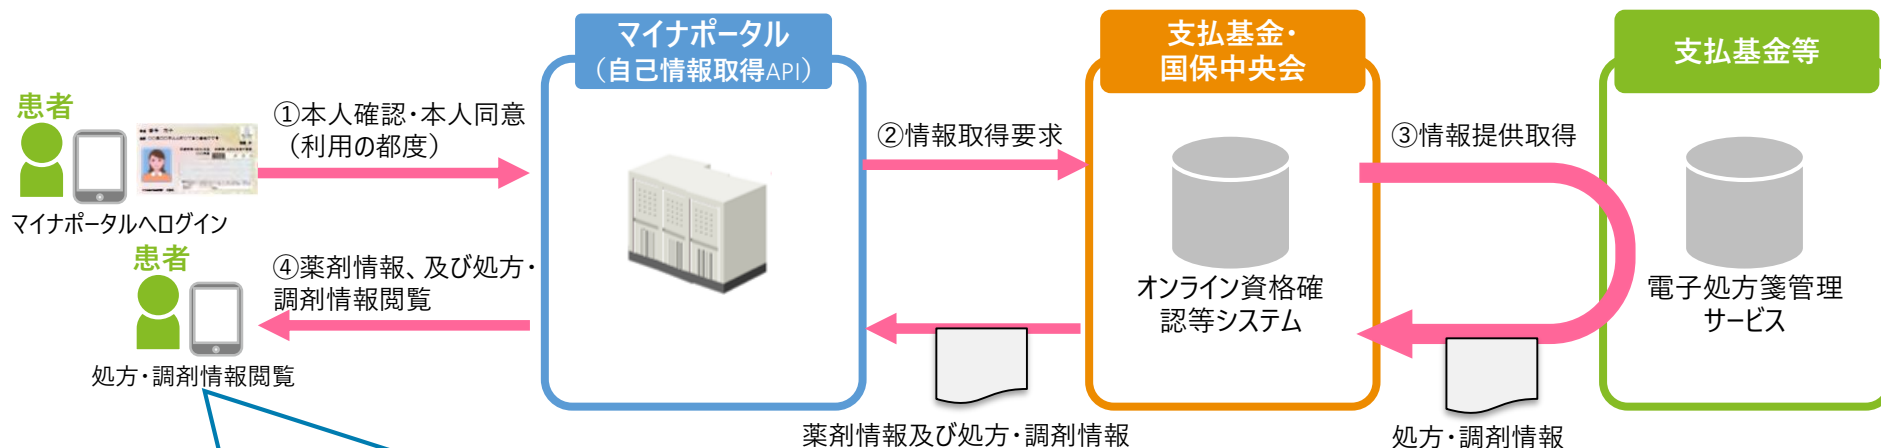 マイナポータル
（自己情報取得API）
支払基金・
国保中央会
支払基金等
患者
①本人確認・本人同意
（利用の都度）
②情報取得要求
③情報提供取得
マイナポータルへログイン
患者
④薬剤情報、及び処方・
調剤情報閲覧
オンライン資格確
認等システム
電子処方箋管理
サービス
処方・調剤情報閲覧
薬剤情報及び処方・調剤情報
処方・調剤情報